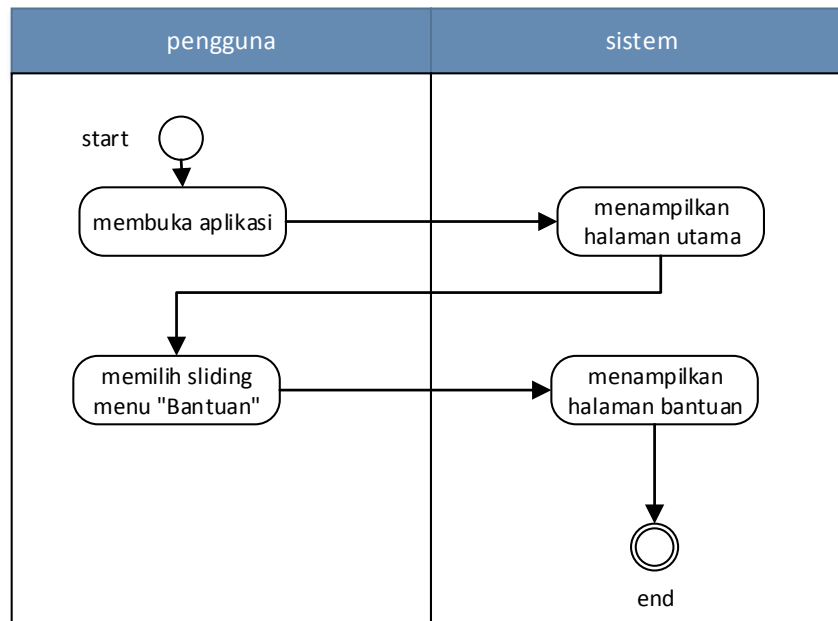 pengguna
sistem
start
membuka aplikasi
menampilkan
halaman utama
memilih sliding
menu "Bantuan"
menampilkan
halaman bantuan
end